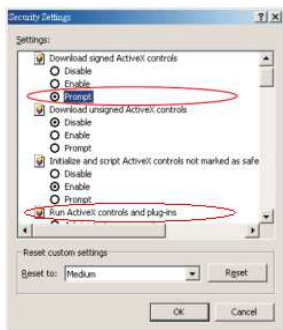 Security Settings
Settings:
Download signed ActiveX controls
Disable
Enable
Prompt
Download unsigned ActiveX controls
Disable
Enable
Prompt
Initialize and script ActiveX controls not marked as safe
Disable
Enable
Prompt
Run ActiveX controls and plug-ins
Reset custom settings
Reset to: Medium
Reset
OK Cancel